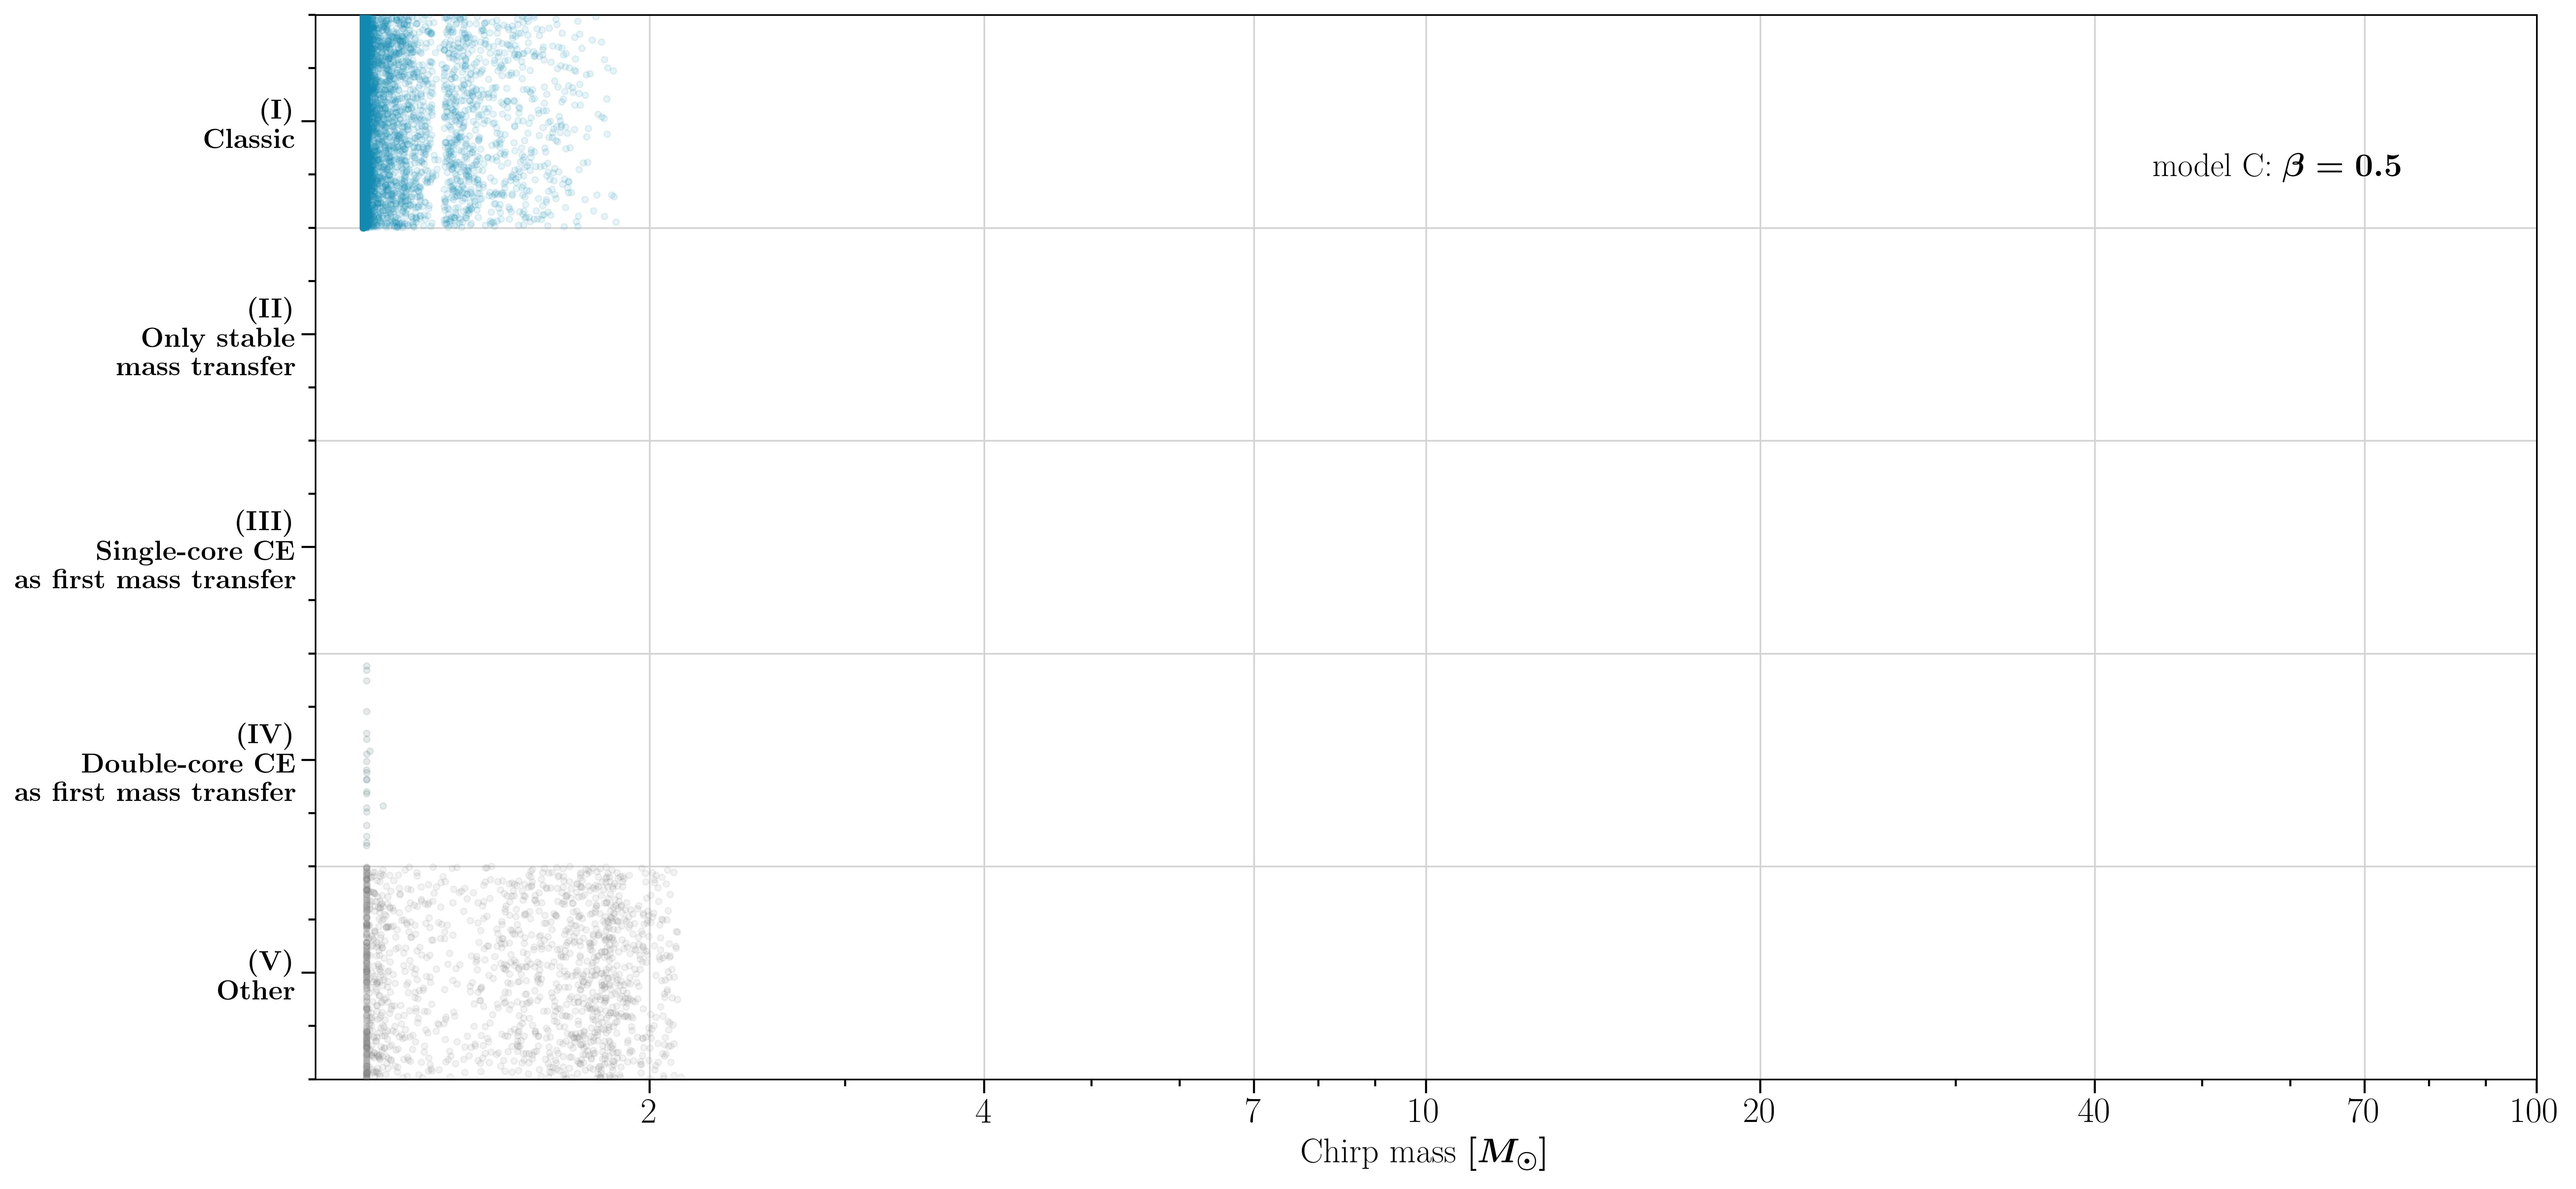 (I)
Classic
model C: β = 0.5
(II)
Only stable
mass transfer
(III)
Single-core CE
as first mass transfer
(IV)
Double-core CE
as first mass transfer
(V)
Other
2 4 7 10 20 40 70 100
Chirp mass [M⊙]